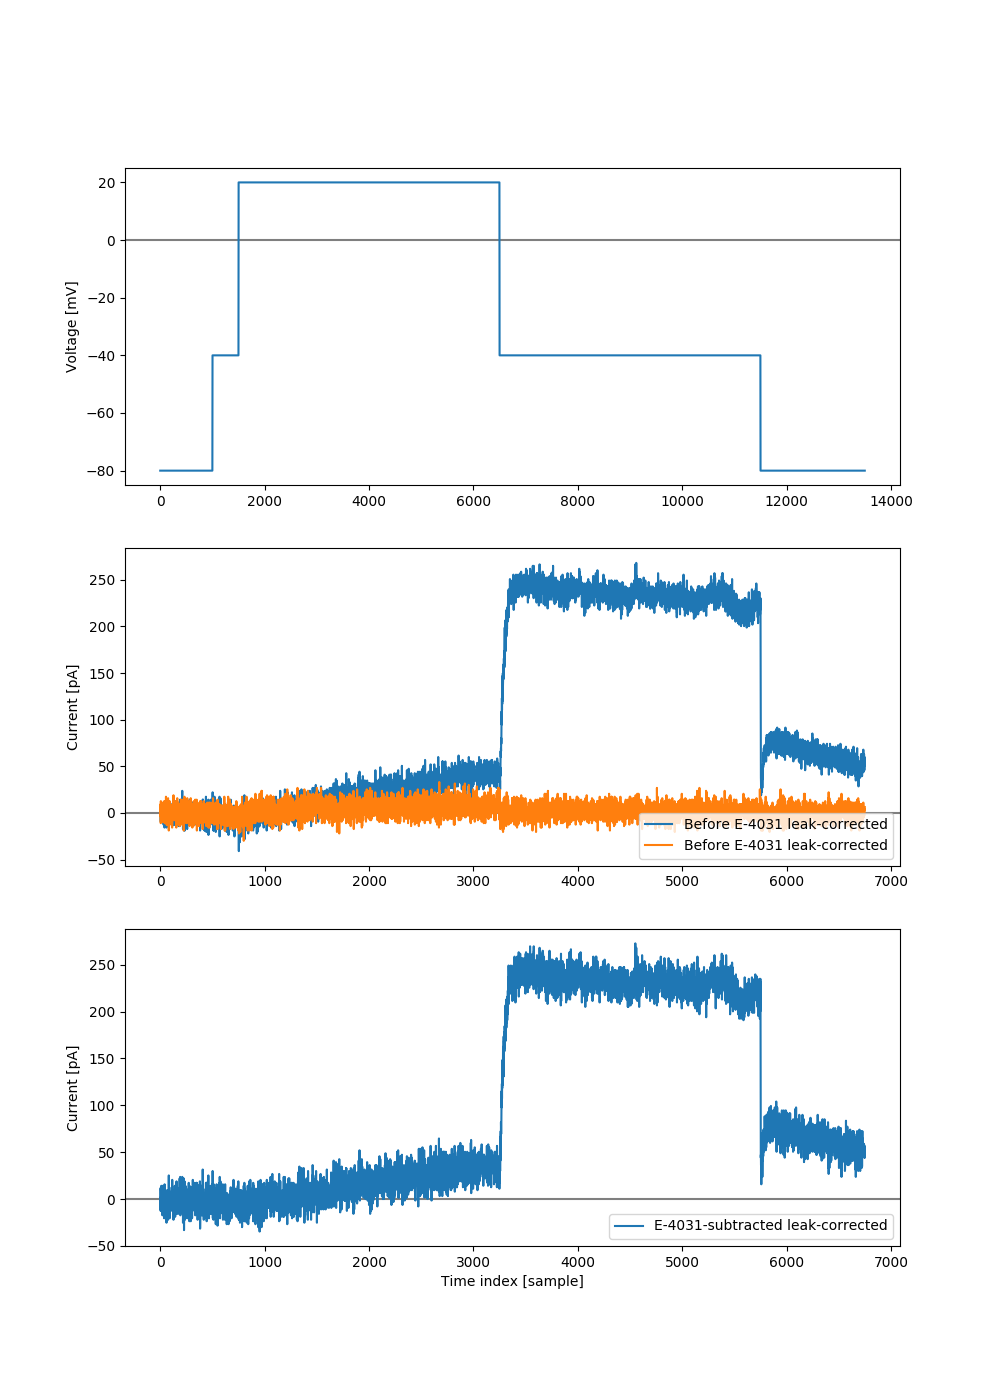 20
0
−20
−40
−60
−80
Voltage [mV]
0 2000 4000 6000 8000 10000 12000 14000
250
200
150
100
50
0
−50
Current [pA]
Before E-4031 leak-corrected
Before E-4031 leak-corrected
0 1000 2000 3000 4000 5000 6000 7000
250
200
150
100
50
0
−50
Current [pA]
E-4031-subtracted leak-corrected
0 1000 2000 3000 4000 5000 6000 7000
Time index [sample]